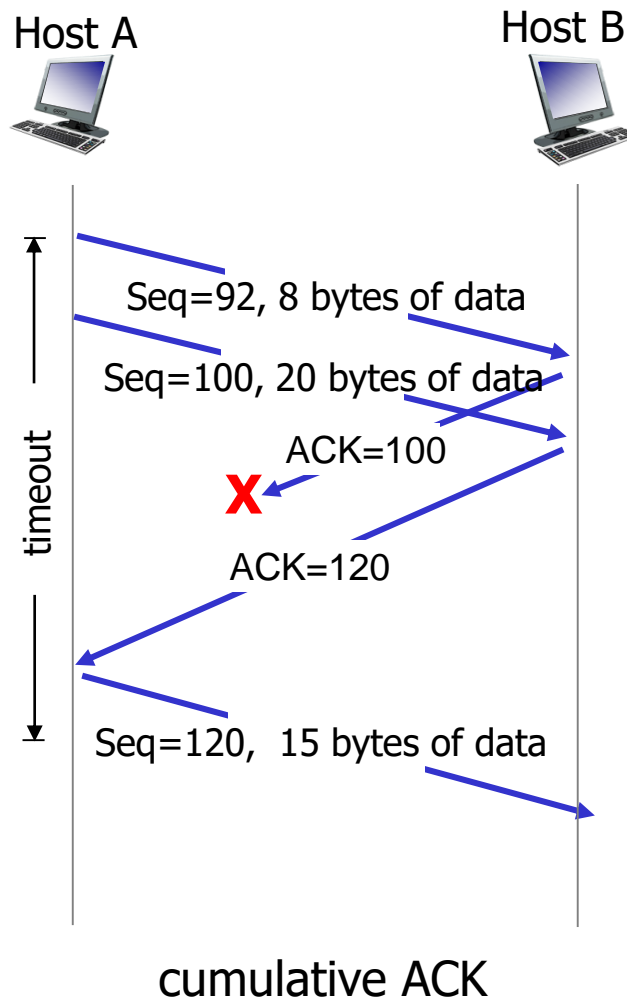 Host A
Host B
Seq=92, 8 bytes of data
Seq=100, 20 bytes of data
ACK=100
X
timeout
ACK=120
Seq=120, 15 bytes of data
cumulative ACK